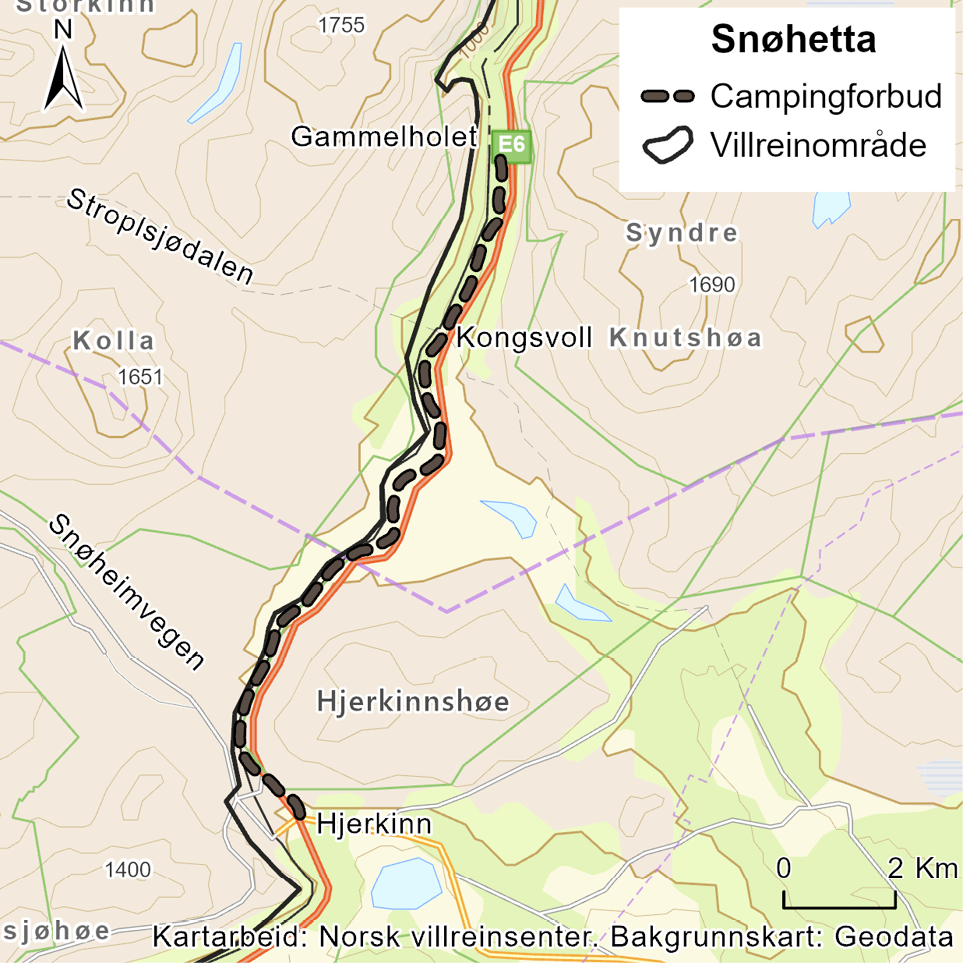 Storkinn
N
1755
1000
Snøhetta
Campingforbud
Villreinområde
Gammelholet
E6
Stroplsjødalen
Syndre
1690
Kolla
Kongsvoll
Knutshøa
1651
Snøheimvegen
Hjerkinnshøe
Hjerkinn
1400
0 2 Km
sjøhøe
Kartarbeid: Norsk villreinsenter. Bakgrunnskart: Geodata